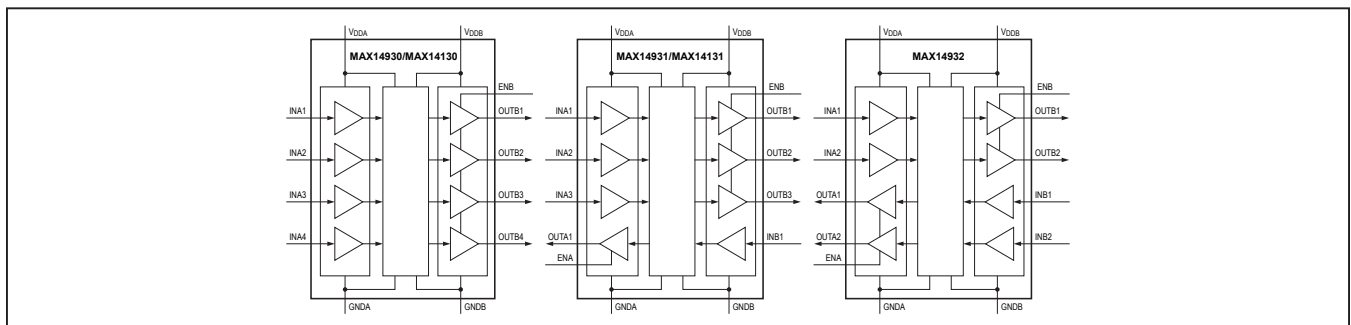 VDDA VDDB
MAX14930/MAX14130
ENB
INA1 OUTB1
INA2 OUTB2
INA3 OUTB3
INA4 OUTB4
GNDA GNDB
VDDA VDDB
MAX14931/MAX14131
ENB
INA1 OUTB1
INA2 OUTB2
INA3 OUTB3
OUTA1 INB1
ENA
GNDA GNDB
VDDA VDDB
MAX14932
ENB
INA1 OUTB1
INA2 OUTB2
OUTA1 INB1
OUTA2 INB2
ENA
GNDA GNDB